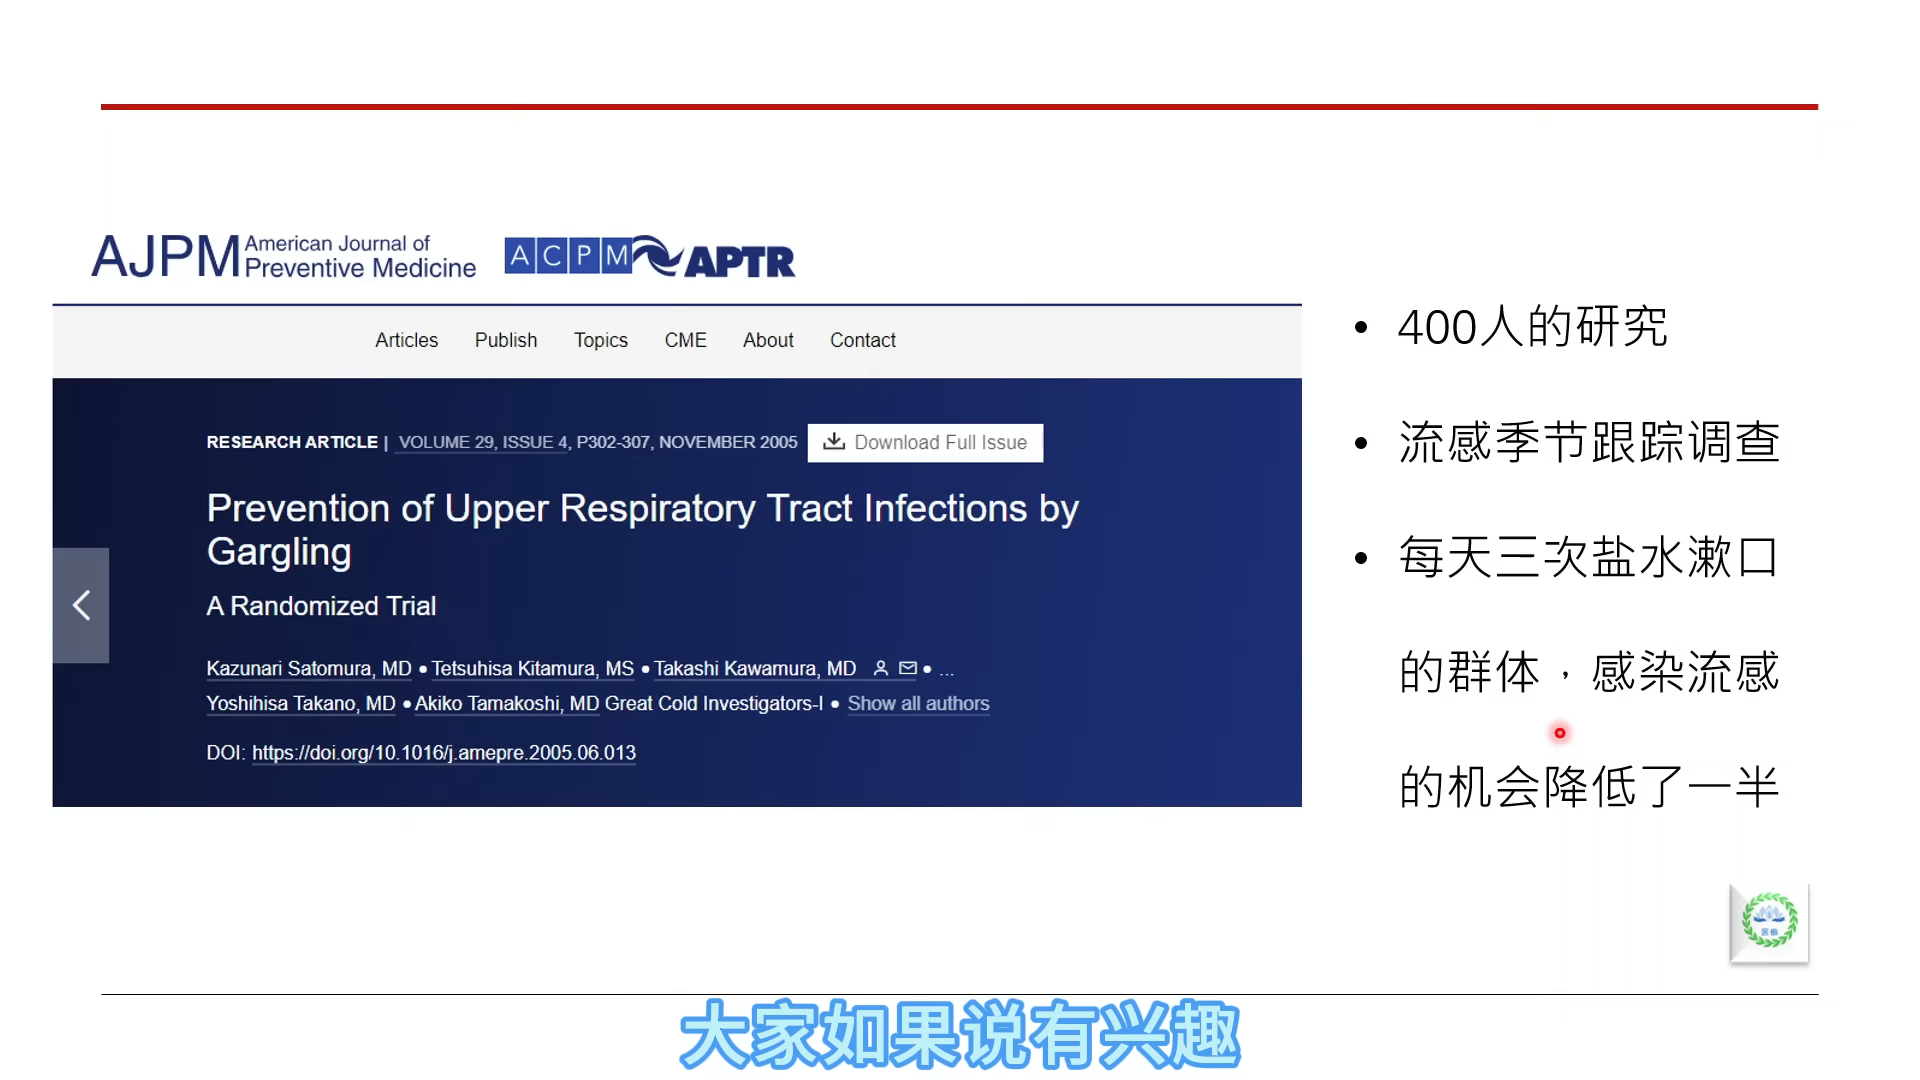 AJPM American Journal of Preventive Medicine
ACPM APTR
Articles Publish Topics CME About Contact
RESEARCH ARTICLE | VOLUME 29, ISSUE 4, P302-307, NOVEMBER 2005 Download Full Issue
Prevention of Upper Respiratory Tract Infections by
Gargling
A Randomized Trial
Kazunari Satomura, MD • Tetsuhisa Kitamura, MS • Takashi Kawamura, MD • ...
Yoshihisa Takano, MD • Akiko Tamakoshi, MD Great Cold Investigators-I • Show all authors
DOI: https://doi.org/10.1016/j.amepre.2005.06.013
• 400人的研究
• 流感季节跟踪调查
• 每天三次盐水漱口
的群体，感染流感
的机会降低了一半
大家如果说有兴趣